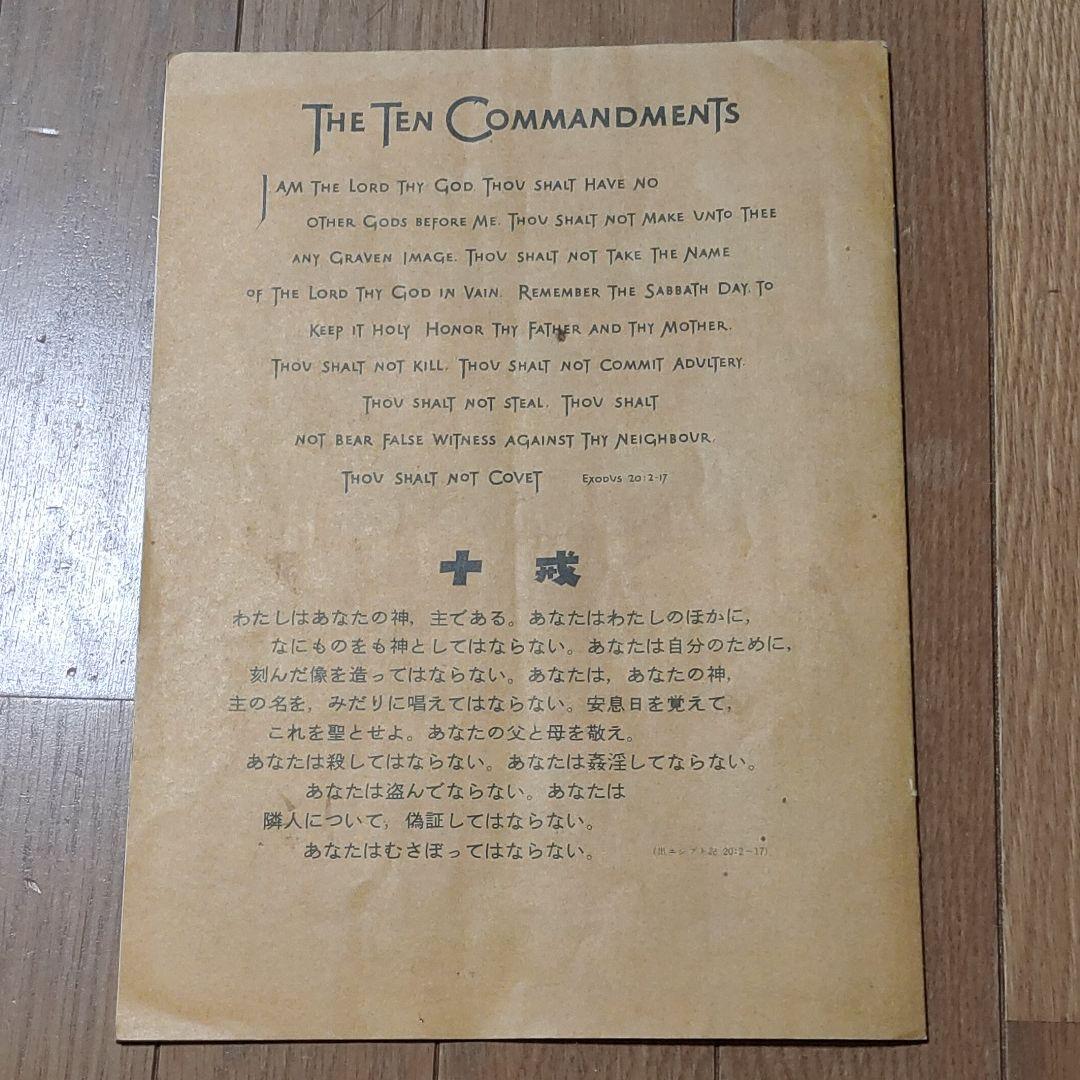 THE TEN COMMANDMENTS
I AM THE LORD THY GOD. THOU SHALT HAVE NO
OTHER GODS BEFORE ME. THOU SHALT NOT MAKE UNTO THEE
ANY GRAVEN IMAGE. THOU SHALT NOT TAKE THE NAME
OF THE LORD THY GOD IN VAIN. REMEMBER THE SABBATH DAY, TO
KEEP IT HOLY HONOR THY FATHER AND THY MOTHER.
THOU SHALT NOT KILL. THOU SHALT NOT COMMIT ADULTERY.
THOU SHALT NOT STEAL. THOU SHALT
NOT BEAR FALSE WITNESS AGAINST THY NEIGHBOUR.
THOU SHALT NOT COVET EXODUS 20:2-17
十戒
わたしはあなたの神，主である。あなたはわたしのほかに，
なにものをも神としてはならない。あなたは自分のために，
刻んだ像を造ってはならない。あなたは，あなたの神，
主の名を，みだりに唱えてはならない。安息日を覚えて，
これを聖とせよ。あなたの父と母を敬え。
あなたは殺してはならない。あなたは姦淫してならない。
あなたは盗んでならない。あなたは
隣人について，偽証してはならない。
あなたはむさぼってはならない。 (出エジプト記 20:2-17)